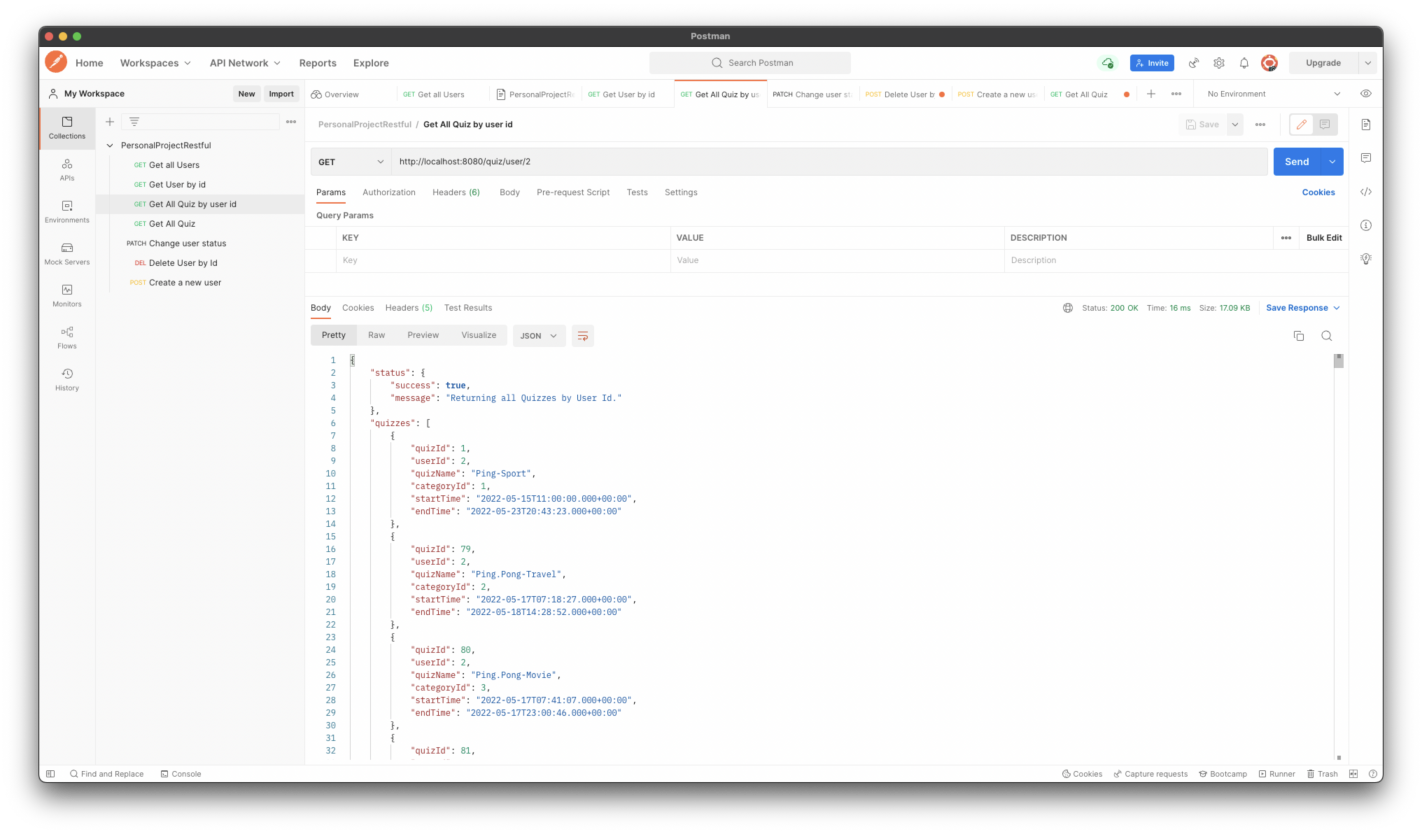 Postman
Home Workspaces API Network Reports Explore Search Postman Invite Upgrade
My Workspace New Import
Overview GET Get all Users PersonalProjectR GET Get User by id GET Get All Quiz by us PATCH Change user st POST Delete User b POST Create a new us GET Get All Quiz No Environment
Collections
APIs
Environments
Mock Servers
Monitors
Flows
History
PersonalProjectRestful
GET Get all Users
GET Get User by id
GET Get All Quiz by user id
GET Get All Quiz
PATCH Change user status
DEL Delete User by Id
POST Create a new user
PersonalProjectRestful / Get All Quiz by user id Save
GET http://localhost:8080/quiz/user/2 Send
Params Authorization Headers (6) Body Pre-request Script Tests Settings Cookies
Query Params
KEY VALUE DESCRIPTION Bulk Edit
Key Value Description
Body Cookies Headers (5) Test Results Status: 200 OK Time: 16 ms Size: 17.09 KB Save Response
Pretty Raw Preview Visualize JSON
1 {
2 "status": {
3 "success": true,
4 "message": "Returning all Quizzes by User Id."
5 },
6 "quizzes": [
7 {
8 "quizId": 1,
9 "userId": 2,
10 "quizName": "Ping-Sport",
11 "categoryId": 1,
12 "startTime": "2022-05-15T11:00:00.000+00:00",
13 "endTime": "2022-05-23T20:43:23.000+00:00"
14 },
15 {
16 "quizId": 79,
17 "userId": 2,
18 "quizName": "Ping.Pong-Travel",
19 "categoryId": 2,
20 "startTime": "2022-05-17T07:18:27.000+00:00",
21 "endTime": "2022-05-18T14:28:52.000+00:00"
22 },
23 {
24 "quizId": 80,
25 "userId": 2,
26 "quizName": "Ping.Pong-Movie",
27 "categoryId": 3,
28 "startTime": "2022-05-17T07:41:07.000+00:00",
29 "endTime": "2022-05-17T23:00:46.000+00:00"
30 },
31 {
32 "quizId": 81,
Find and Replace Console Cookies Capture requests Bootcamp Runner Trash